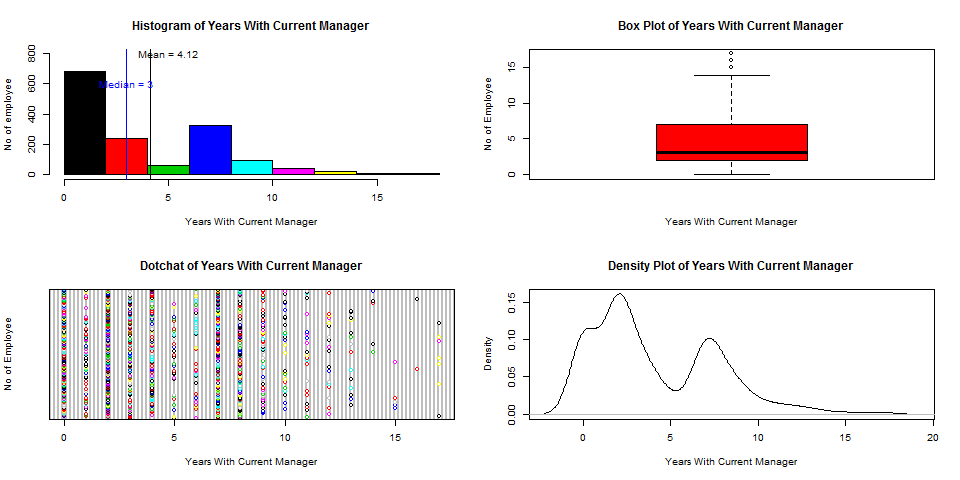 Histogram of Years With Current Manager
Mean = 4.12
Median = 3
No of employee
0 200 400 600 800
0 5 10 15
Years With Current Manager
Box Plot of Years With Current Manager
No of Employee
0 5 10 15
Years With Current Manager
Dotchat of Years With Current Manager
No of Employee
0 5 10 15
Years With Current Manager
Density Plot of Years With Current Manager
Density
0.00 0.05 0.10 0.15
0 5 10 15 20
Years With Current Manager